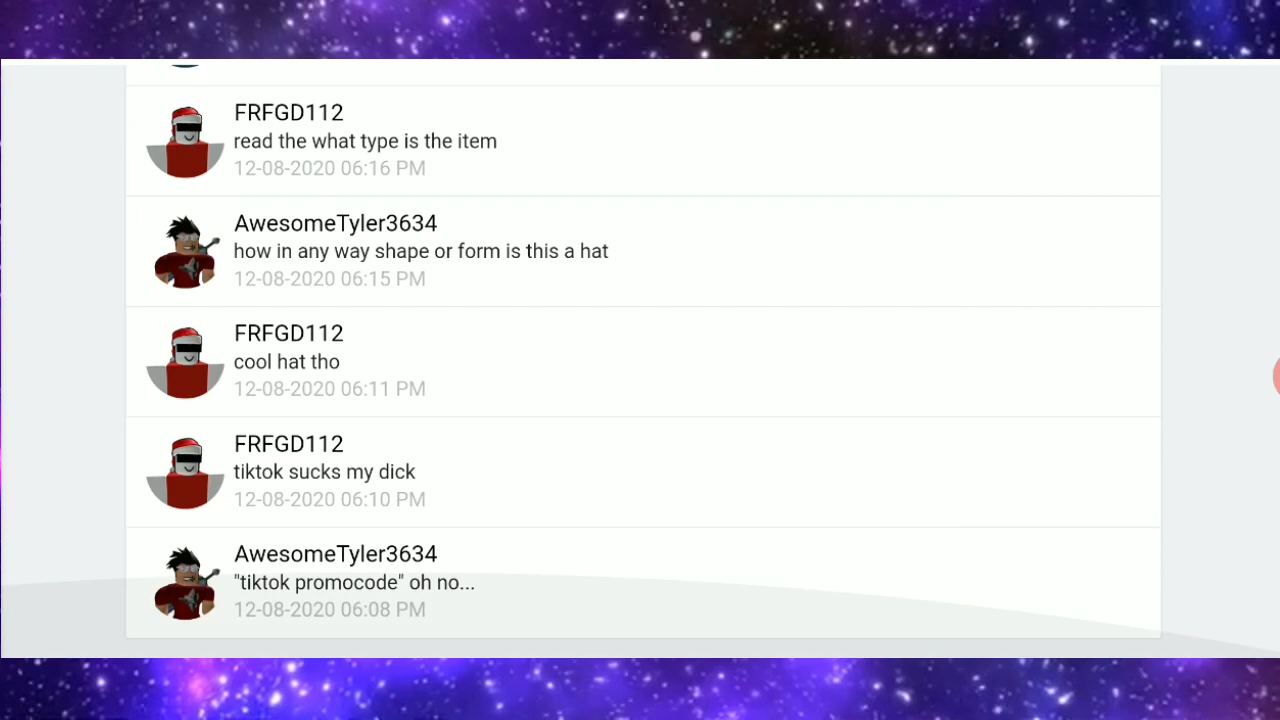 FRFGD112
read the what type is the item
12-08-2020 06:16 PM
AwesomeTyler3634
how in any way shape or form is this a hat
12-08-2020 06:15 PM
FRFGD112
cool hat tho
12-08-2020 06:11 PM
FRFGD112
tiktok sucks my dick
12-08-2020 06:10 PM
AwesomeTyler3634
"tiktok promocode" oh no...
12-08-2020 06:08 PM